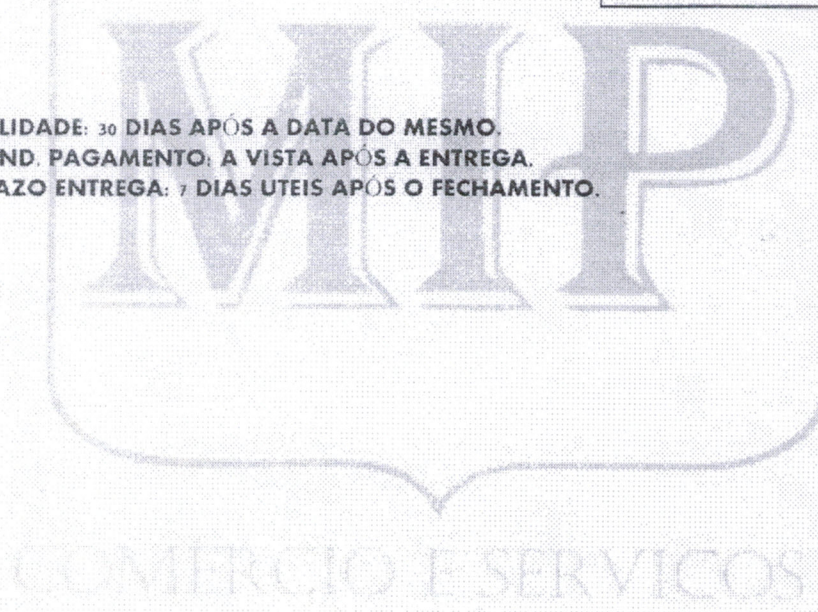 MIP
LIDADE: 30 DIAS APÓS A DATA DO MESMO.
ND. PAGAMENTO: A VISTA APÓS A ENTREGA.
AZO ENTREGA: 7 DIAS UTEIS APÓS O FECHAMENTO.
COMÉRCIO E SERVIÇOS